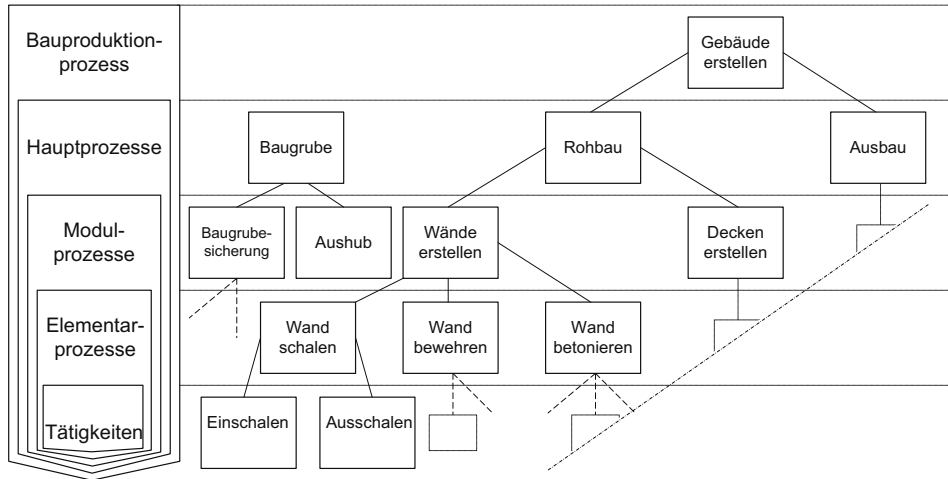 Bauproduktion-
prozess
Gebäude
erstellen
Hauptprozesse
Baugrube
Rohbau
Ausbau
Modul-
prozesse
Baugrube-
sicherung
Aushub
Wände
erstellen
Decken
erstellen
Elementar-
prozesse
Wand
schalen
Wand
bewehren
Wand
betonieren
Tätigkeiten
Einschalen
Ausschalen